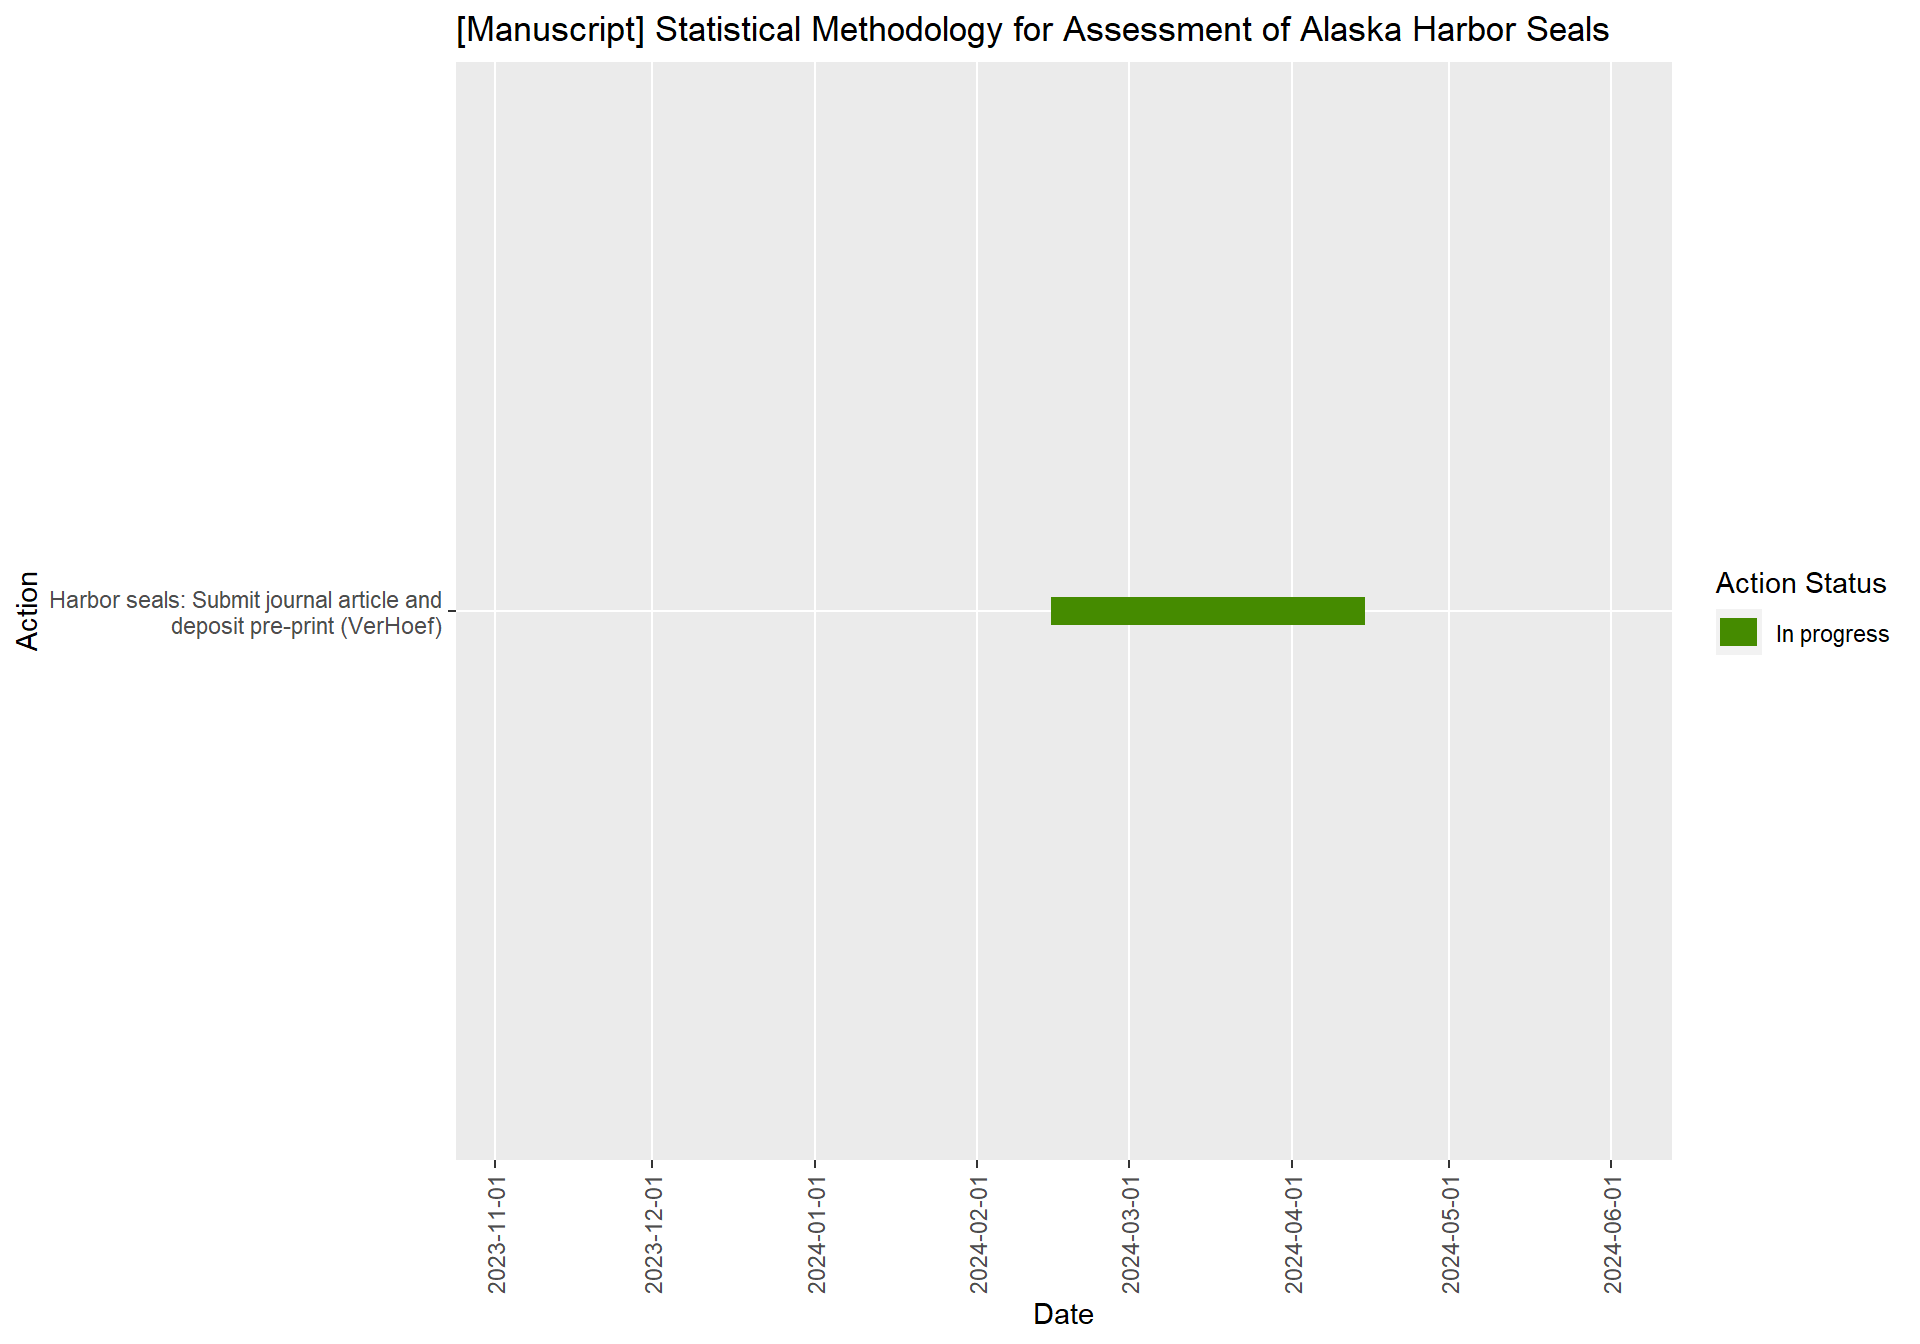 [Manuscript] Statistical Methodology for Assessment of Alaska Harbor Seals
Action
Harbor seals: Submit journal article and
deposit pre-print (VerHoef)
Action Status
In progress
2023-11-01
2023-12-01
2024-01-01
2024-02-01
2024-03-01
2024-04-01
2024-05-01
2024-06-01
Date